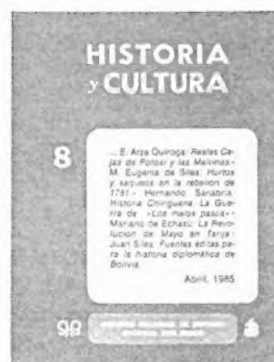 HISTORIA
y CULTURA
8
... E. Arze Quiroga: Reales Ca-
jas de Potosí y las Malvinas.-
M. Eugenia de Siles: Hurtos
y saqueos en la rebelión de
1781.- Hernando Sanabria:
Historia Chiriguana. La Gue-
rra de «Los malos pasos».-
Mariano de Echazú: La Revo-
lución de Mayo en Tarija.-
Juan Siles: Fuentes éditas pa-
ra la historia diplomática de
Bolivia.
Abril, 1985